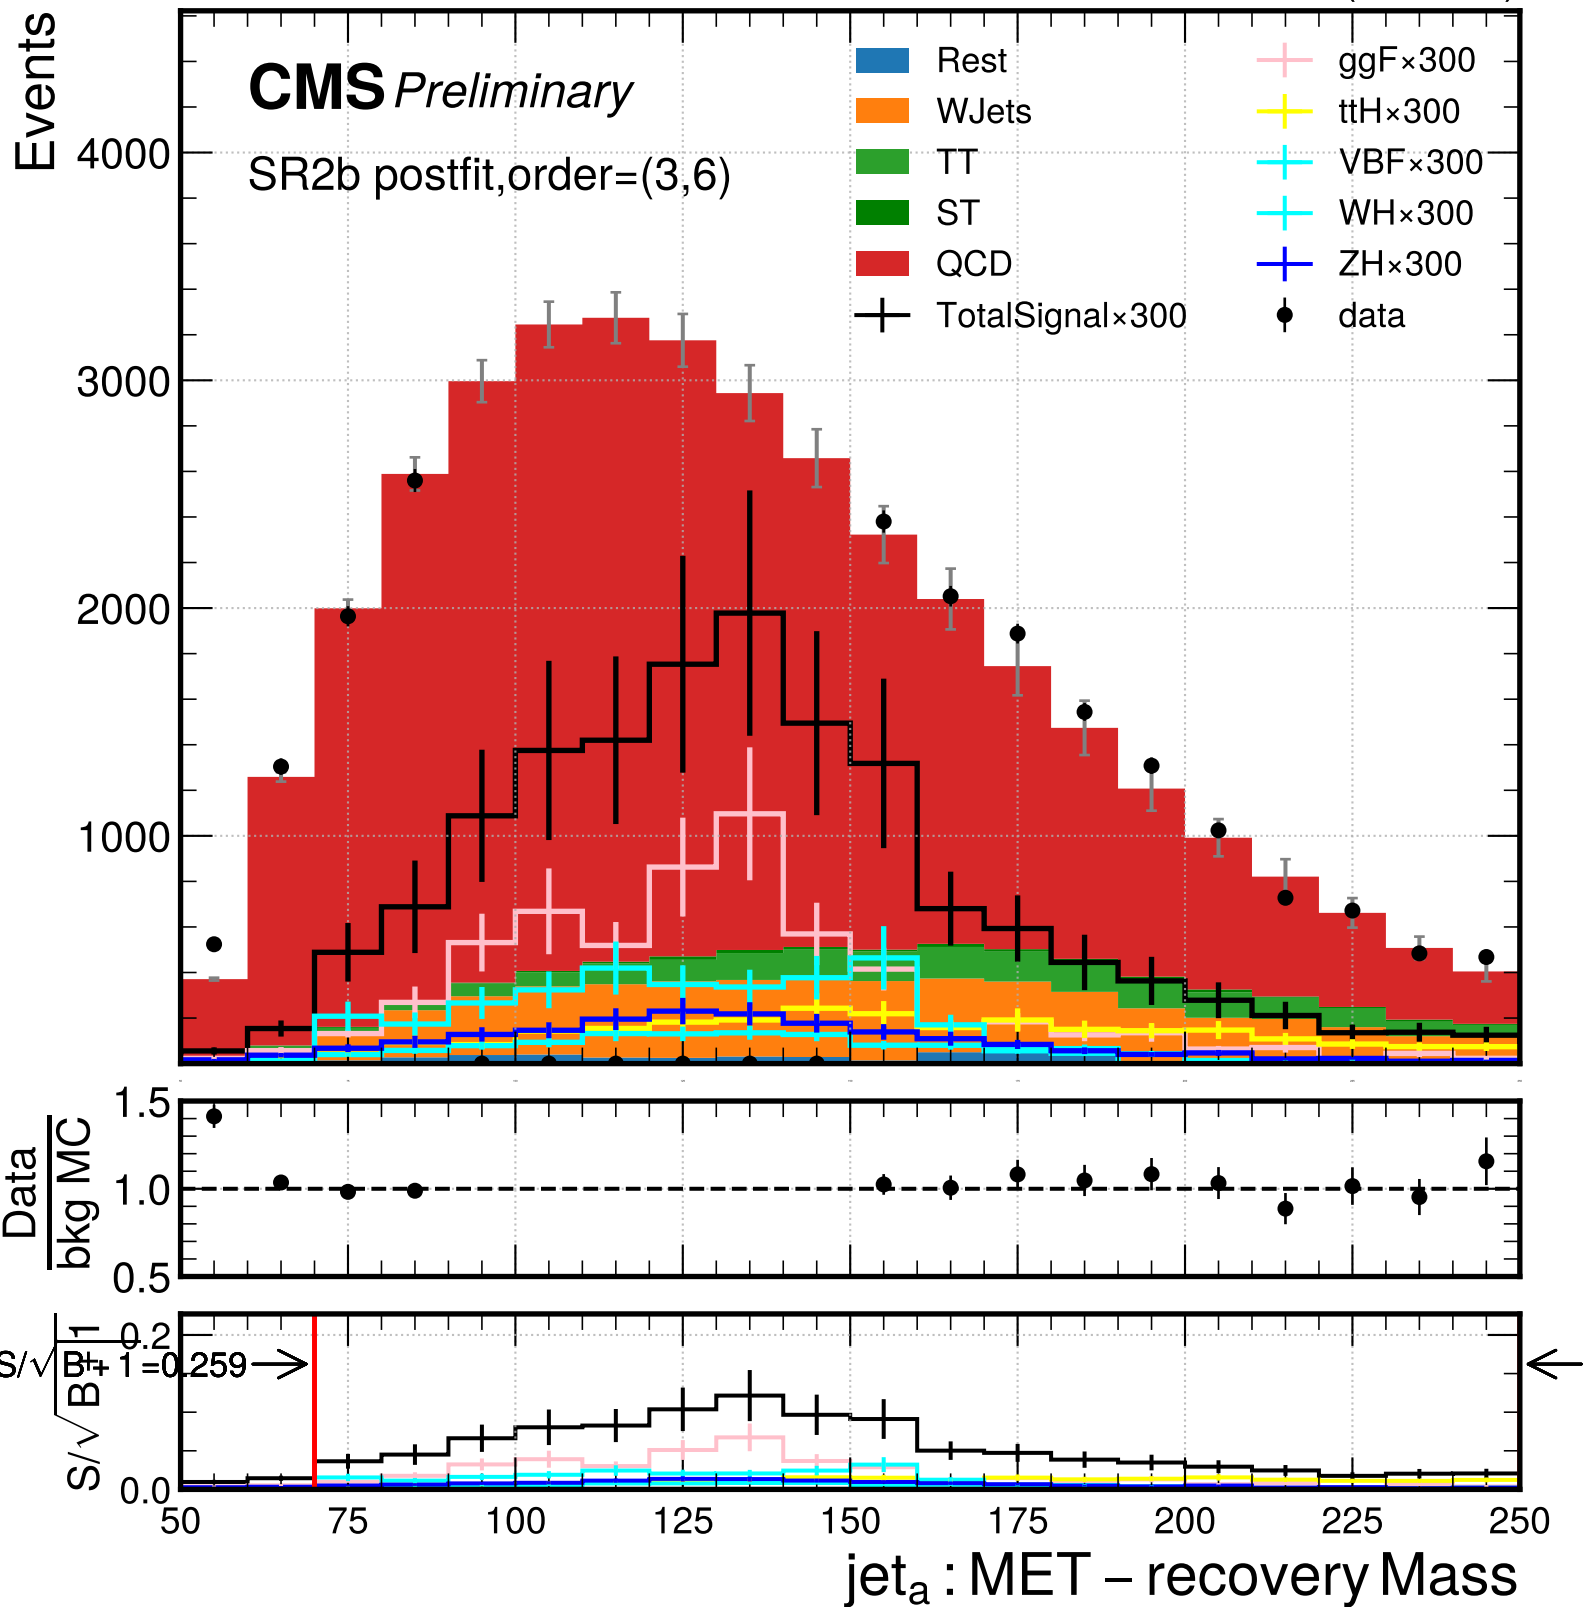 Events
CMS Preliminary
SR2b postfit,order=(3,6)
Rest
WJets
TT
ST
QCD
TotalSignal×300
ggF×300
ttH×300
VBF×300
WH×300
ZH×300
data
4000
3000
2000
1000
Data
bkg MC
1.5
1.0
0.5
S/√B+1
S/√B+1=0.259
0.2
0.0
50 75 100 125 150 175 200 225 250
jet_a : MET − recovery Mass